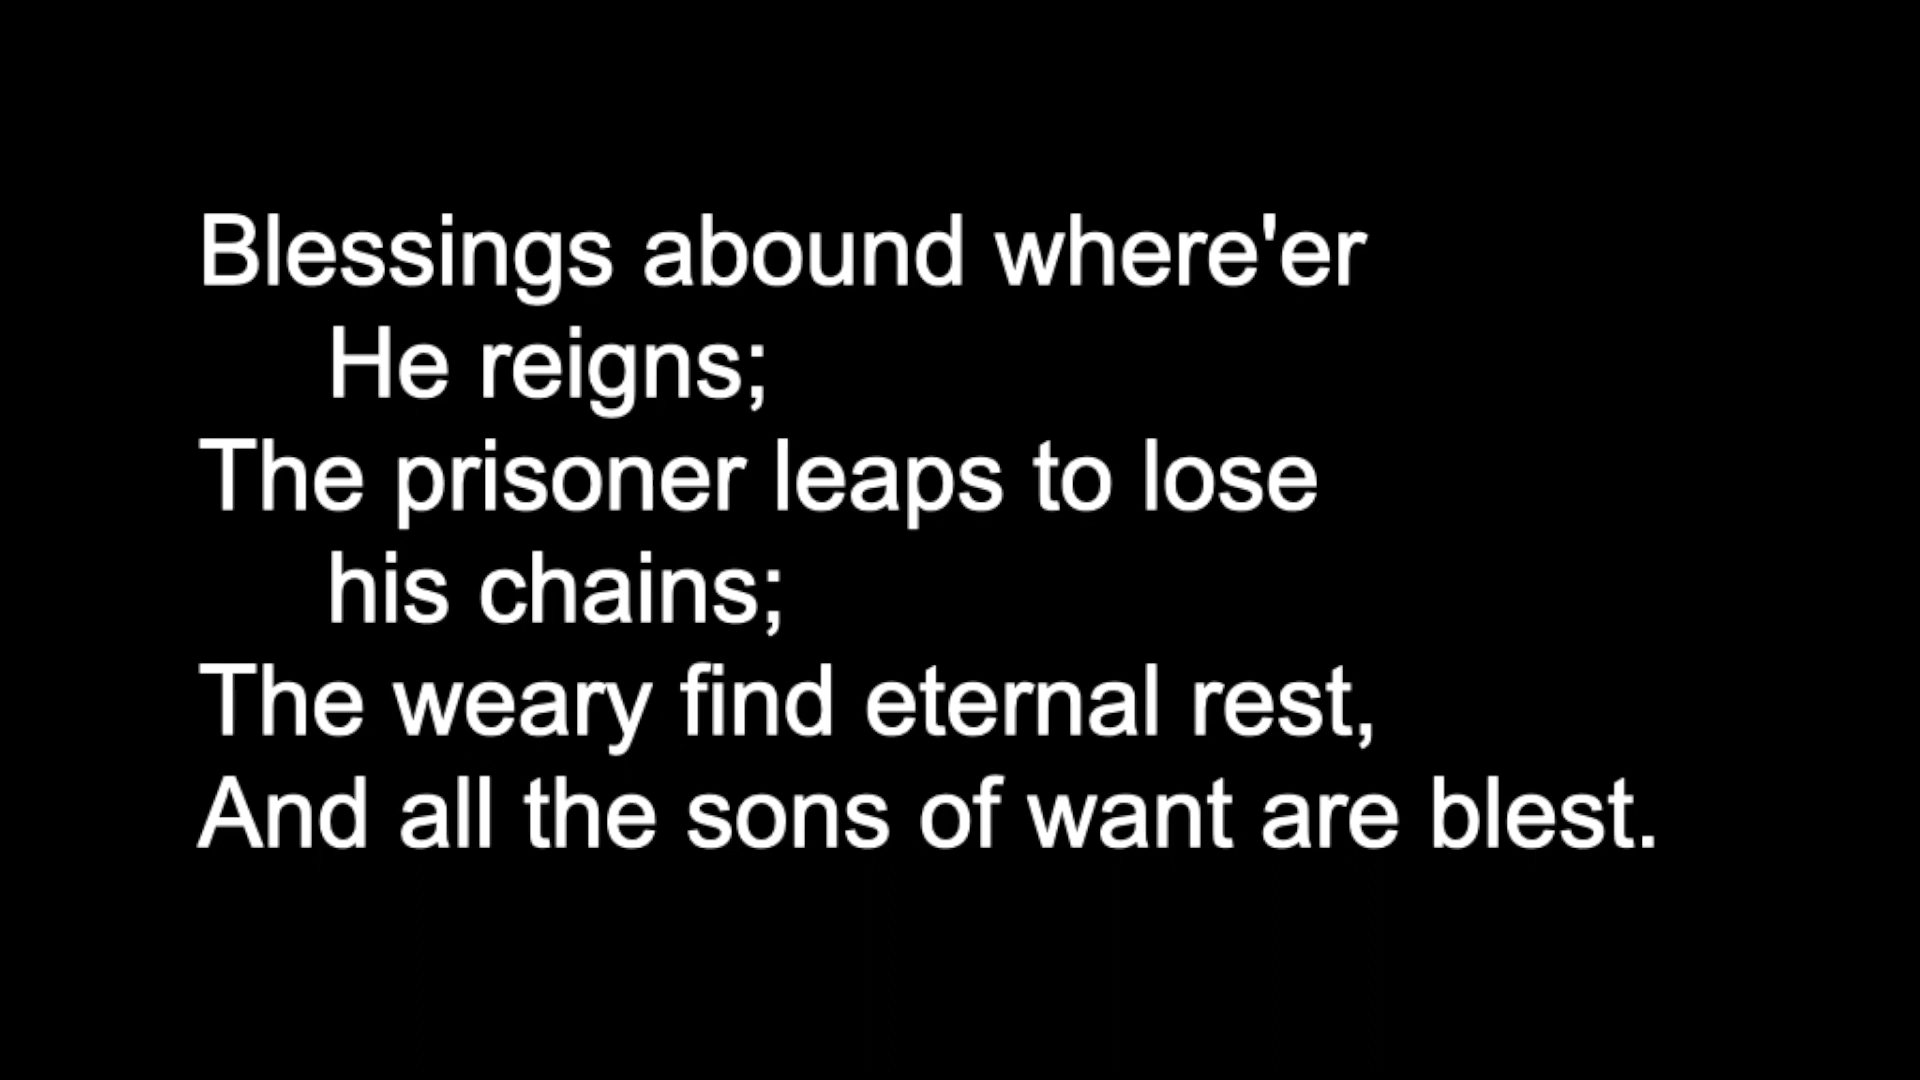 Blessings abound where'er
He reigns;
The prisoner leaps to lose
his chains;
The weary find eternal rest,
And all the sons of want are blest.